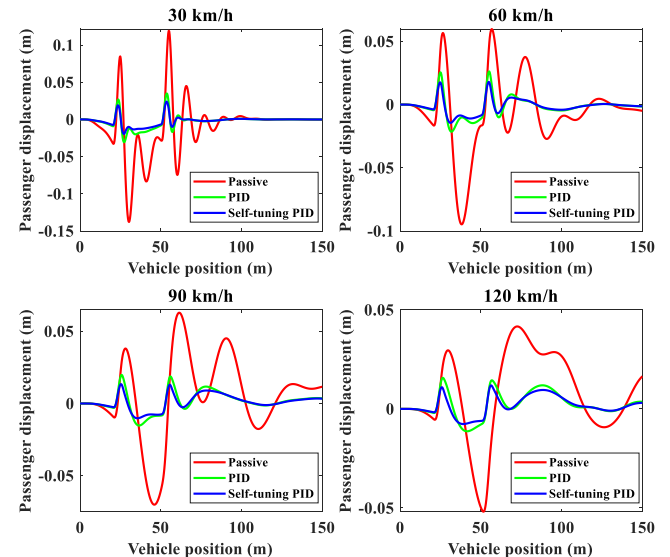 30 km/h
Passenger displacement (m)
0.1
0.05
0
-0.05
-0.1
-0.15
Passive
PID
Self-tuning PID
0
50
100
150
Vehicle position (m)
60 km/h
Passenger displacement (m)
0.05
0
-0.05
-0.1
Passive
PID
Self-tuning PID
0
50
100
150
Vehicle position (m)
90 km/h
Passenger displacement (m)
0.05
0
-0.05
Passive
PID
Self-tuning PID
0
50
100
150
Vehicle position (m)
120 km/h
Passenger displacement (m)
0.05
0
-0.05
Passive
PID
Self-tuning PID
0
50
100
150
Vehicle position (m)